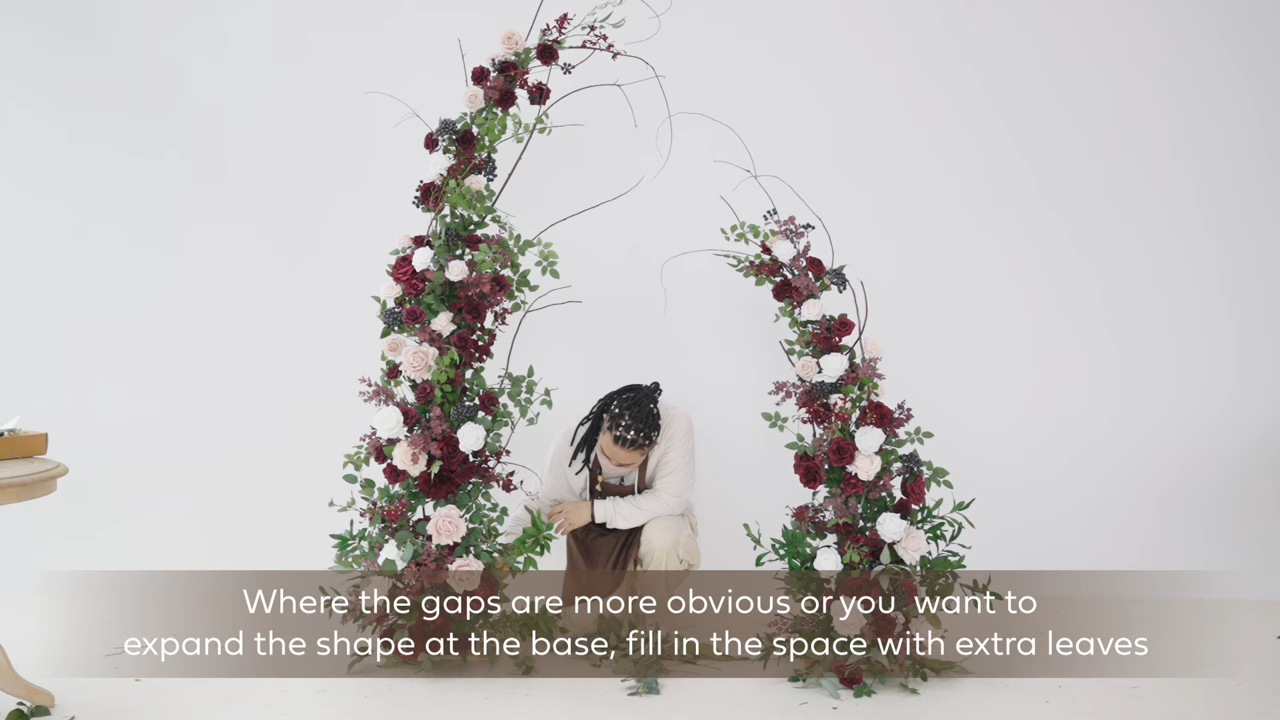 Where the gaps are more obvious or you want to
expand the shape at the base, fill in the space with extra leaves